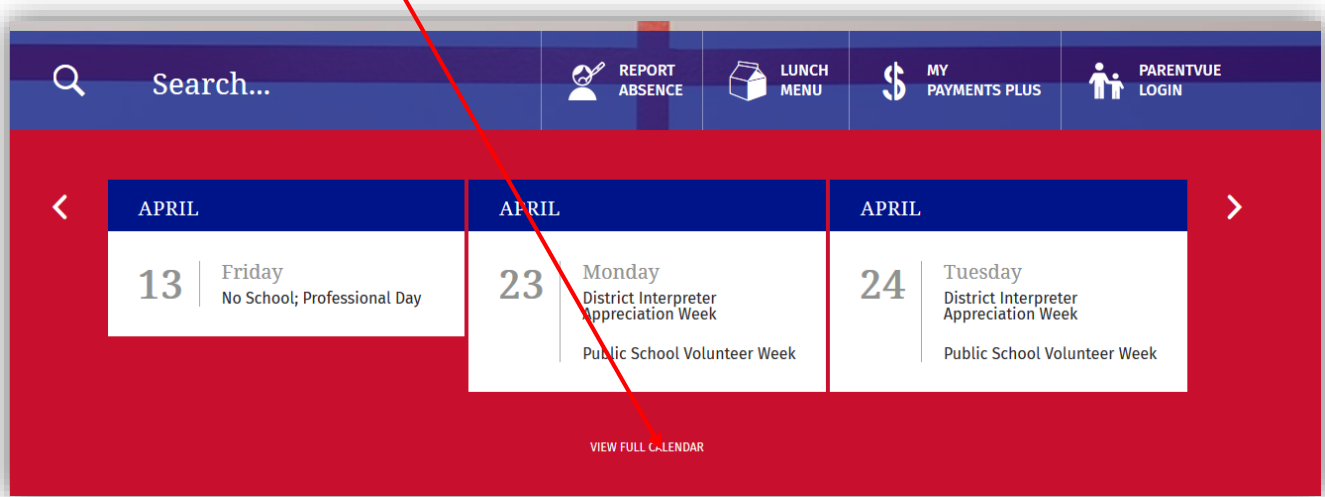 Search...
REPORT
ABSENCE
LUNCH
MENU
MY
PAYMENTS PLUS
PARENTVUE
LOGIN
APRIL
13
Friday
No School; Professional Day
APRIL
23
Monday
District Interpreter
Appreciation Week
Public School Volunteer Week
APRIL
24
Tuesday
District Interpreter
Appreciation Week
Public School Volunteer Week
VIEW FULL CALENDAR